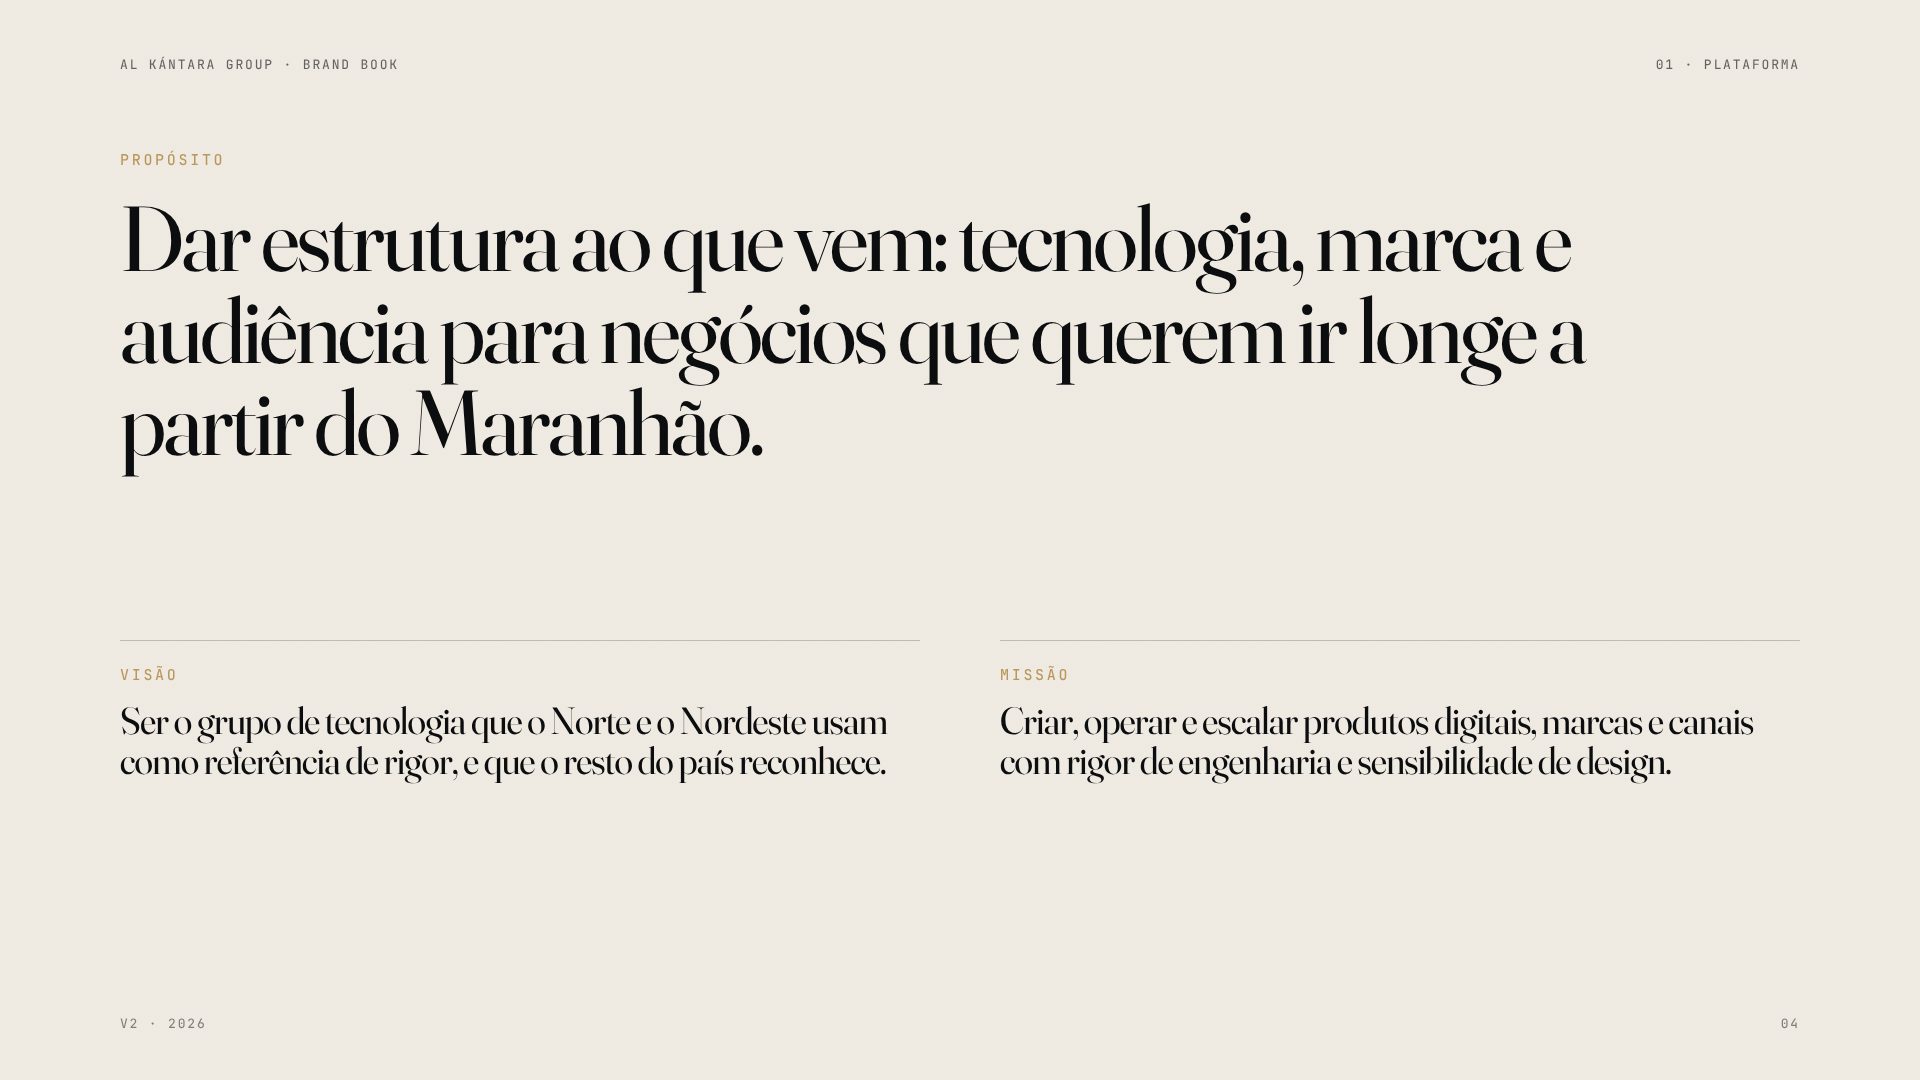 AL KÁNTARA GROUP · BRAND BOOK
01 · PLATAFORMA
PROPÓSITO
Dar estrutura ao que vem: tecnologia, marca e
audiência para negócios que querem ir longe a
partir do Maranhão.
VISÃO
Ser o grupo de tecnologia que o Norte e o Nordeste usam
como referência de rigor, e que o resto do país reconhece.
MISSÃO
Criar, operar e escalar produtos digitais, marcas e canais
com rigor de engenharia e sensibilidade de design.
V2 · 2026
04